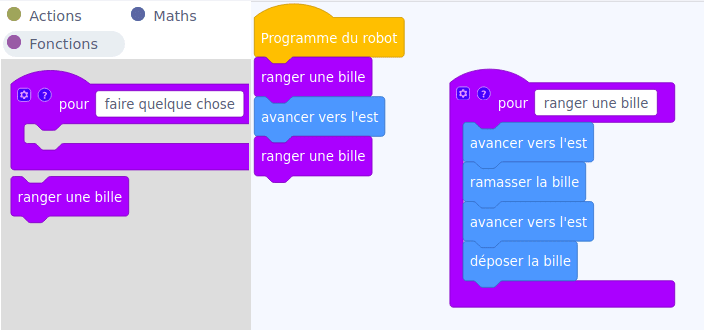 Actions
Maths
Fonctions
? pour faire quelque chose
ranger une bille
Programme du robot
ranger une bille
avancer vers l'est
ranger une bille
? pour ranger une bille
avancer vers l'est
ramasser la bille
avancer vers l'est
déposer la bille